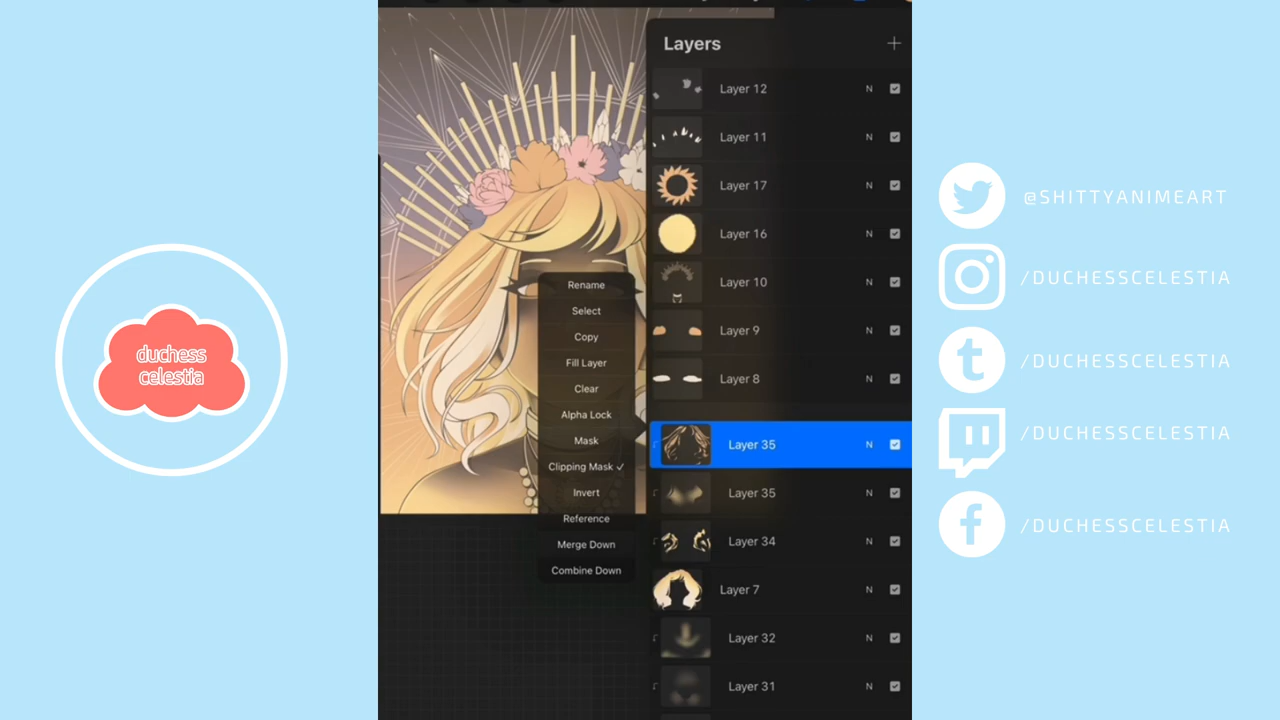 duchess
celestia
Rename
Select
Copy
Fill Layer
Clear
Alpha Lock
Mask
Clipping Mask ✓
Invert
Reference
Merge Down
Combine Down
Layers +
Layer 12 N
Layer 11 N
Layer 17 N
Layer 16 N
Layer 10 N
Layer 9 N
Layer 8 N
Layer 35 N
Layer 35 N
Layer 34 N
Layer 7 N
Layer 32 N
Layer 31 N
@SHITTYANIMEART
/DUCHESSCELESTIA
/DUCHESSCELESTIA
/DUCHESSCELESTIA
/DUCHESSCELESTIA